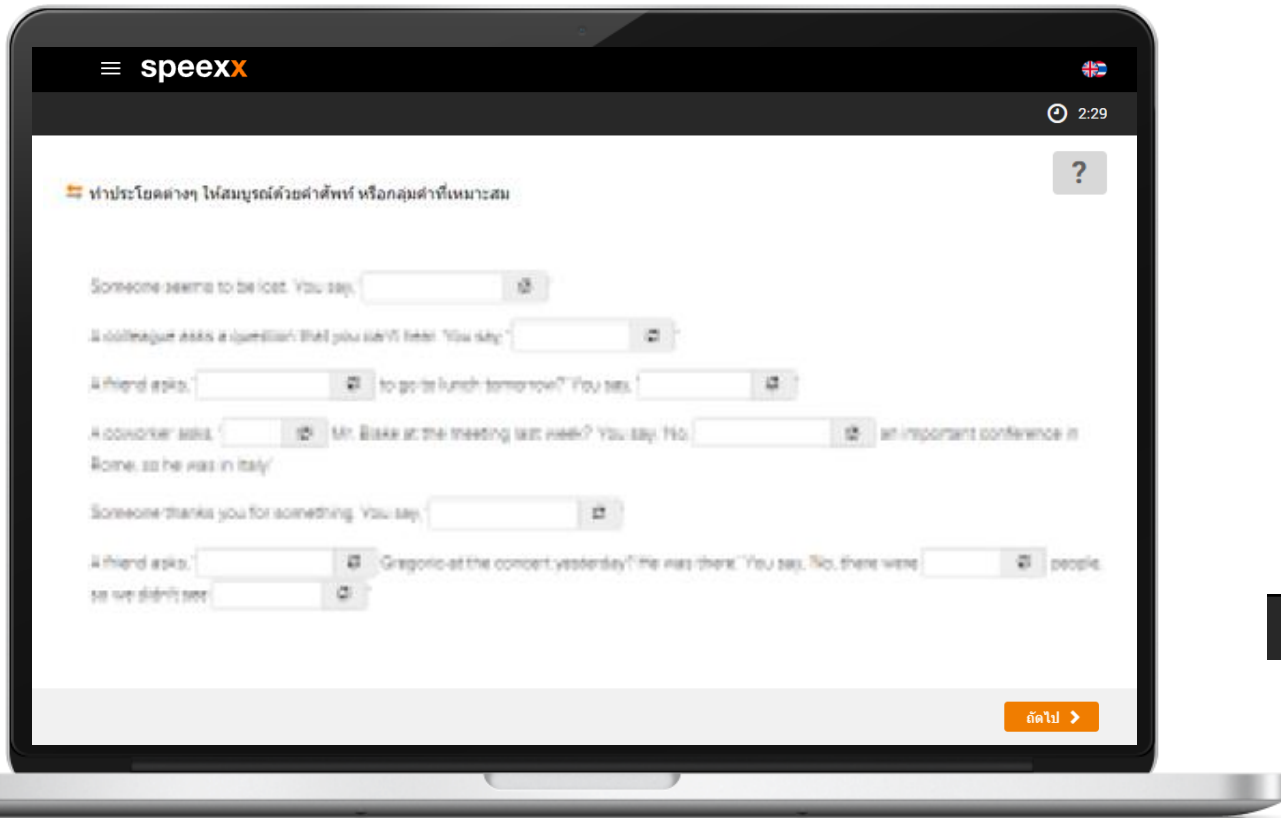 speexx
2:29
?
ทำประโยคต่างๆ ให้สมบูรณ์ด้วยคำศัพท์ หรือกลุ่มคำที่เหมาะสม
Someone seems to be lost. You say, "
A colleague asks a question that you can't hear. You say, " "
A friend asks, " to go to lunch tomorrow?" You say, " "
A coworker asks, " Mr. Blake at the meeting last week? You say, No, an important conference in
Rome, so he was in Italy."
Someone thanks you for something. You say, " "
A friend asks, " Gregorio at the concert yesterday? He was there." You say, No, there were people,
so we didn't see "
ถัดไป